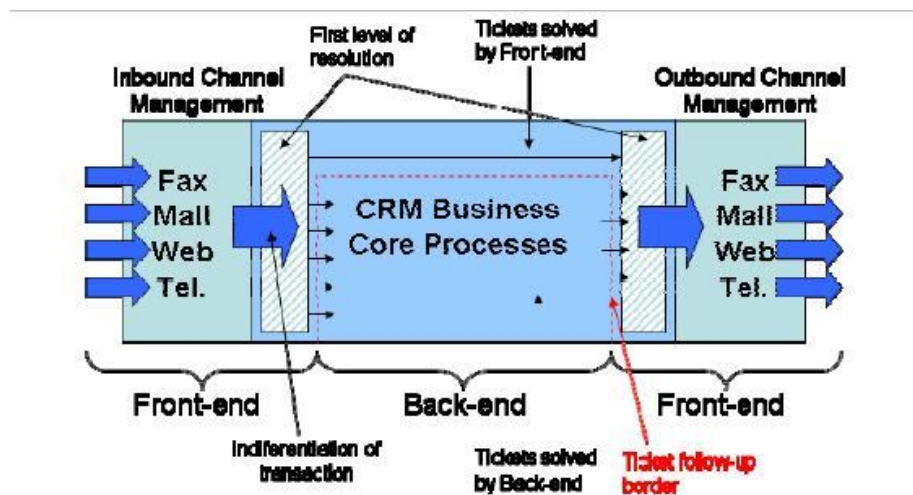 First level of
resolution
Tickets solved
by Front-end
Inbound Channel
Management
Outbound Channel
Management
Fax
Mail
Web
Tel.
CRM Business
Core Processes
Fax
Mail
Web
Tel.
Front-end
Back-end
Front-end
Indiferentiation of
transaction
Tickets solved
by Back-end
Ticket follow-up
border